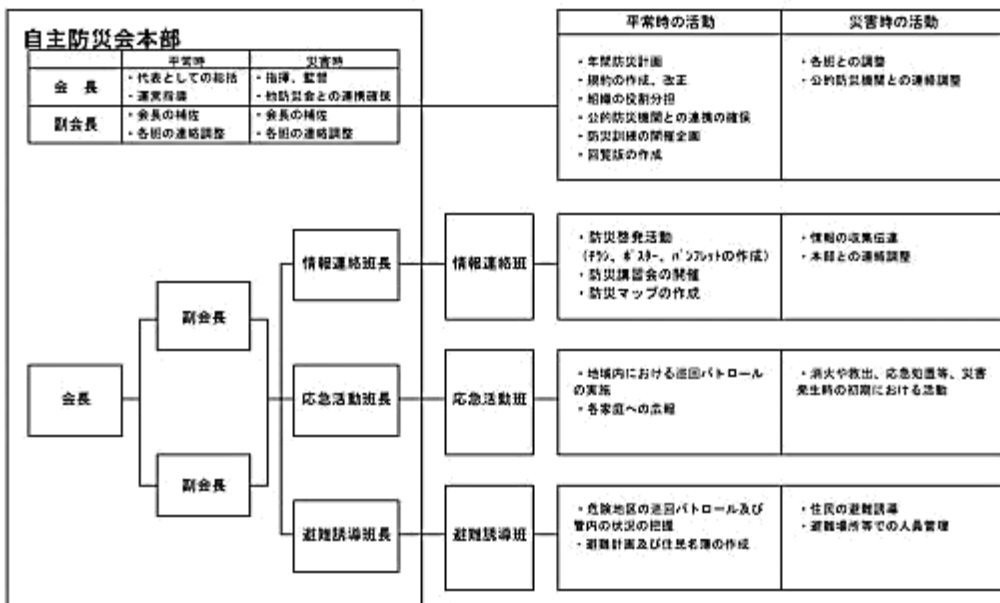 自主防災会本部
平常時 災害時
会 長
・代表としての総括
・運営指導
・指揮、監督
・他防災会との連携確保
副会長
・会長の補佐
・各班の連絡調整
・会長の補佐
・各班の連絡調整
平常時の活動 災害時の活動
・年間防災計画
・規約の作成、改正
・組織の役割分担
・公的防災機関との連携の確保
・防災訓練の開催企画
・回覧版の作成
・各班との調整
・公的防災機関との連絡調整
会長
副会長
副会長
情報連絡班長
情報連絡班
・防災啓発活動
(チラシ、ポスター、パンフレットの作成)
・防災講習会の開催
・防災マップの作成
・情報の収集伝達
・本部との連絡調整
応急活動班長
応急活動班
・地域内における巡回パトロール
の実施
・各家庭への広報
・消火や救出、応急処置等、災害
発生時の初期における活動
避難誘導班長
避難誘導班
・危険地区の巡回パトロール及び
管内の状況の把握
・避難計画及び住民名簿の作成
・住民の避難誘導
・避難場所等での人員管理